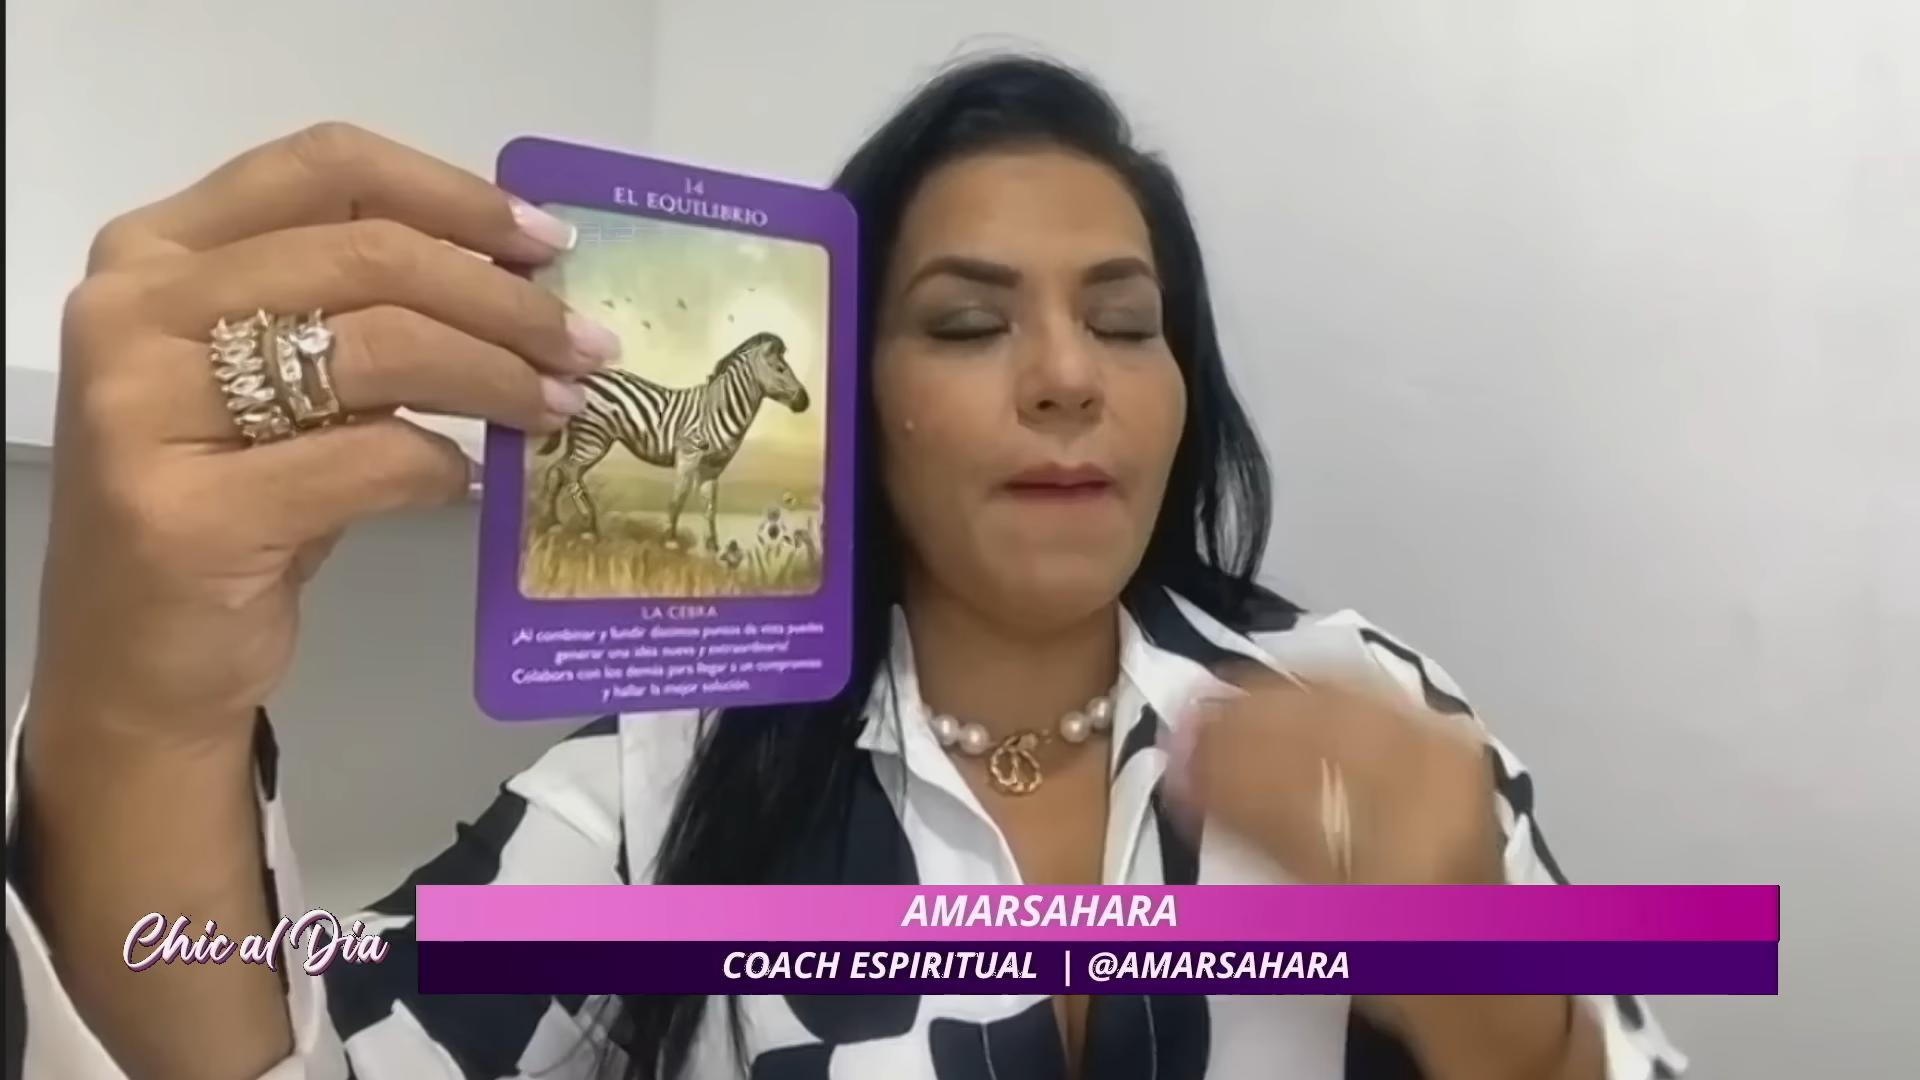 14
EL EQUILIBRIO
LA CEBRA
¡Al combinar y fundir distintos puntos de vista puedes
generar una idea nueva y extraordinaria!
Colabora con los demás para llegar a un compromiso
y hallar la mejor solución.
Chic al Día
AMARSAHARA
COACH ESPIRITUAL | @AMARSAHARA